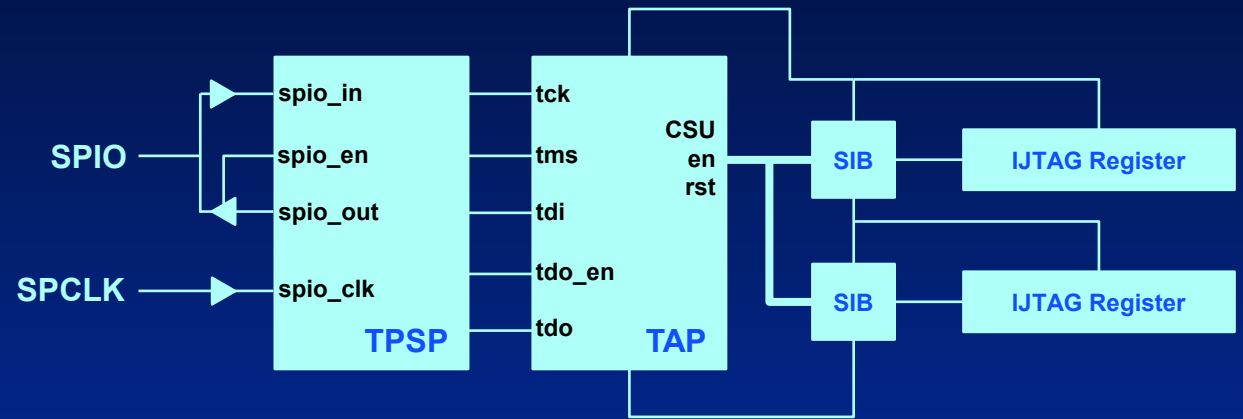 SPIO
SPCLK
spio_in
spio_en
spio_out
spio_clk
TPSP
tck
tms
tdi
tdo_en
tdo
CSU
en
rst
TAP
SIB
IJTAG Register
SIB
IJTAG Register